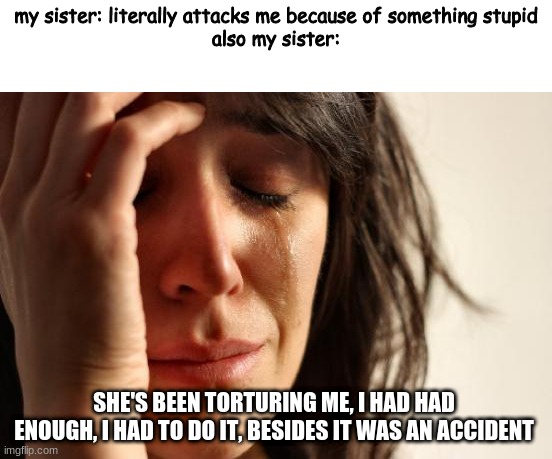 my sister: literally attacks me because of something stupid
also my sister:
SHE'S BEEN TORTURING ME, I HAD HAD
ENOUGH, I HAD TO DO IT, BESIDES IT WAS AN ACCIDENT
imgflip.com